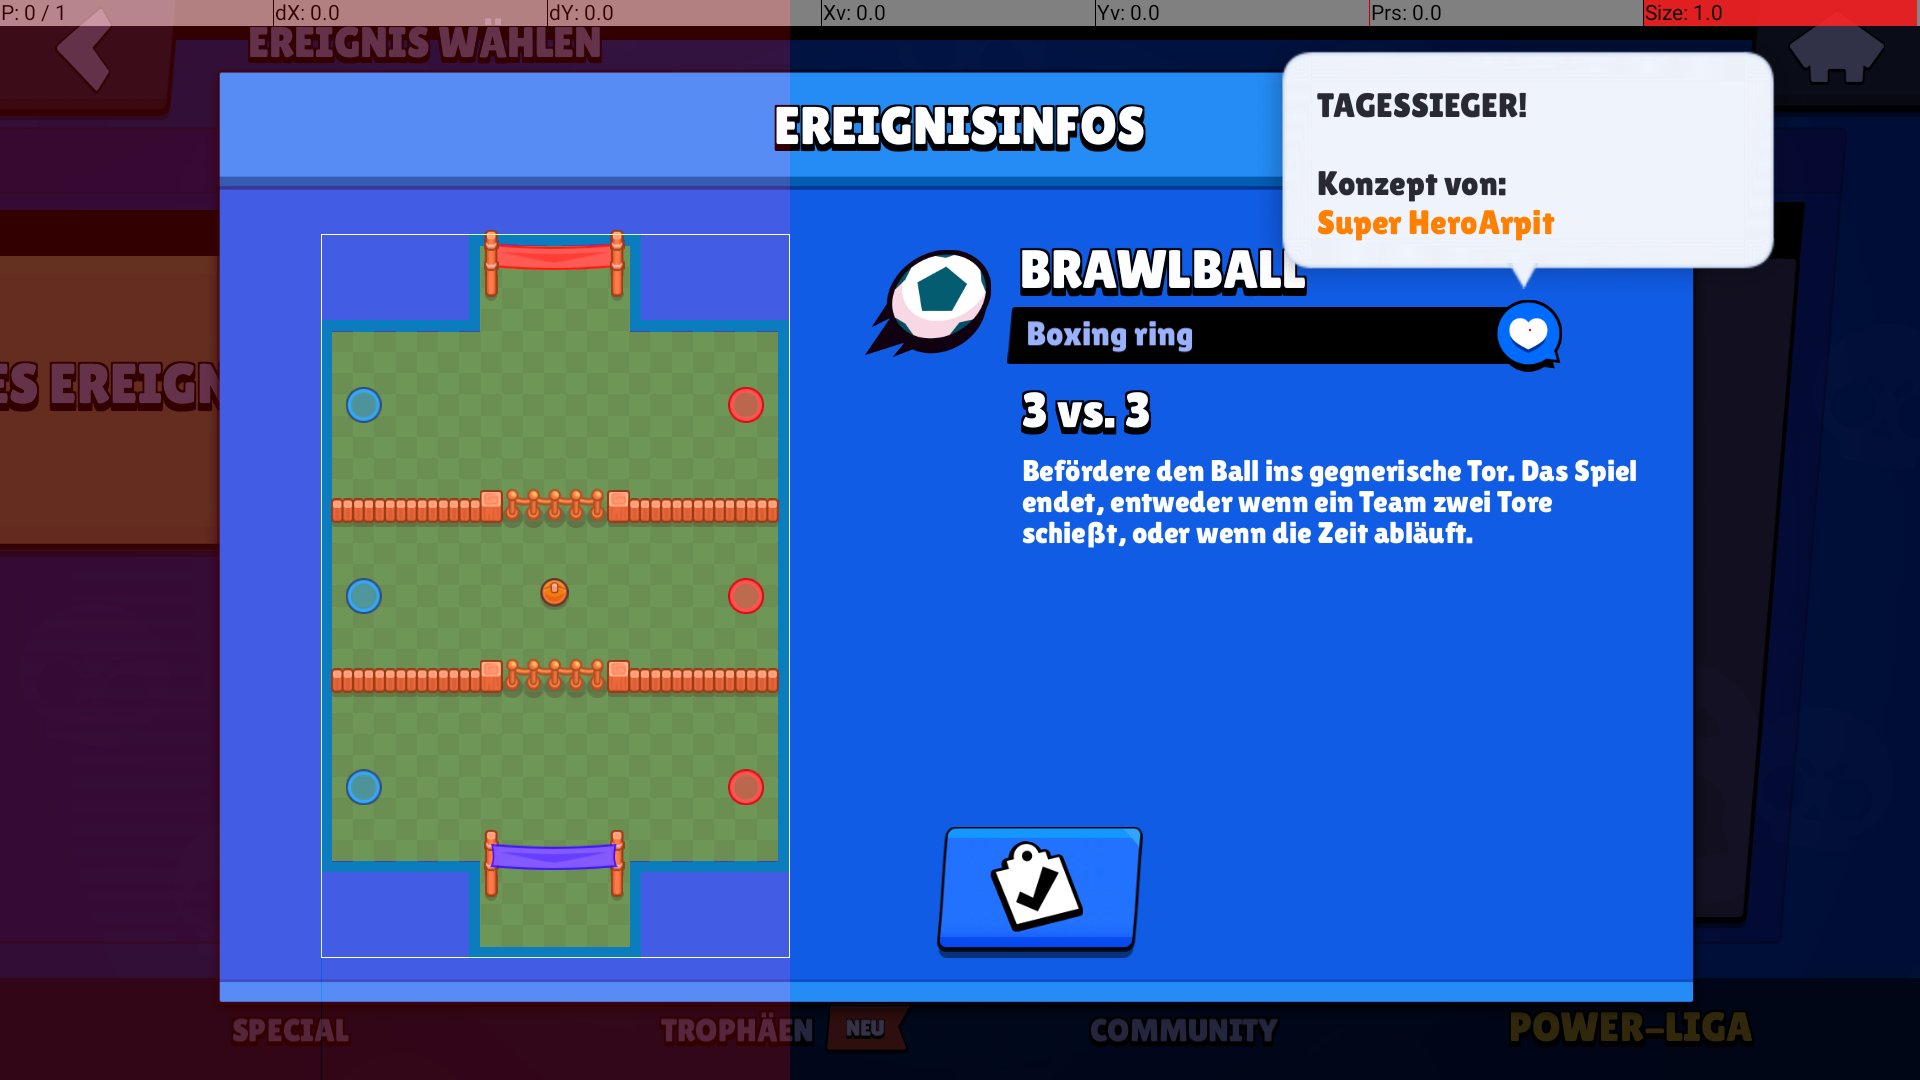 P: 0 / 1
dX: 0.0
dY: 0.0
Xv: 0.0
Yv: 0.0
Prs: 0.0
Size: 1.0
EREIGNIS WÄHLEN
EREIGNISINFOS
TAGESSIEGER!
Konzept von:
Super HeroArpit
BRAWLBALL
Boxing ring
ES EREIGN
3 vs. 3
Befördere den Ball ins gegnerische Tor. Das Spiel
endet, entweder wenn ein Team zwei Tore
schießt, oder wenn die Zeit abläuft.
SPECIAL
TROPHÄEN
NEU
COMMUNITY
POWER-LIGA